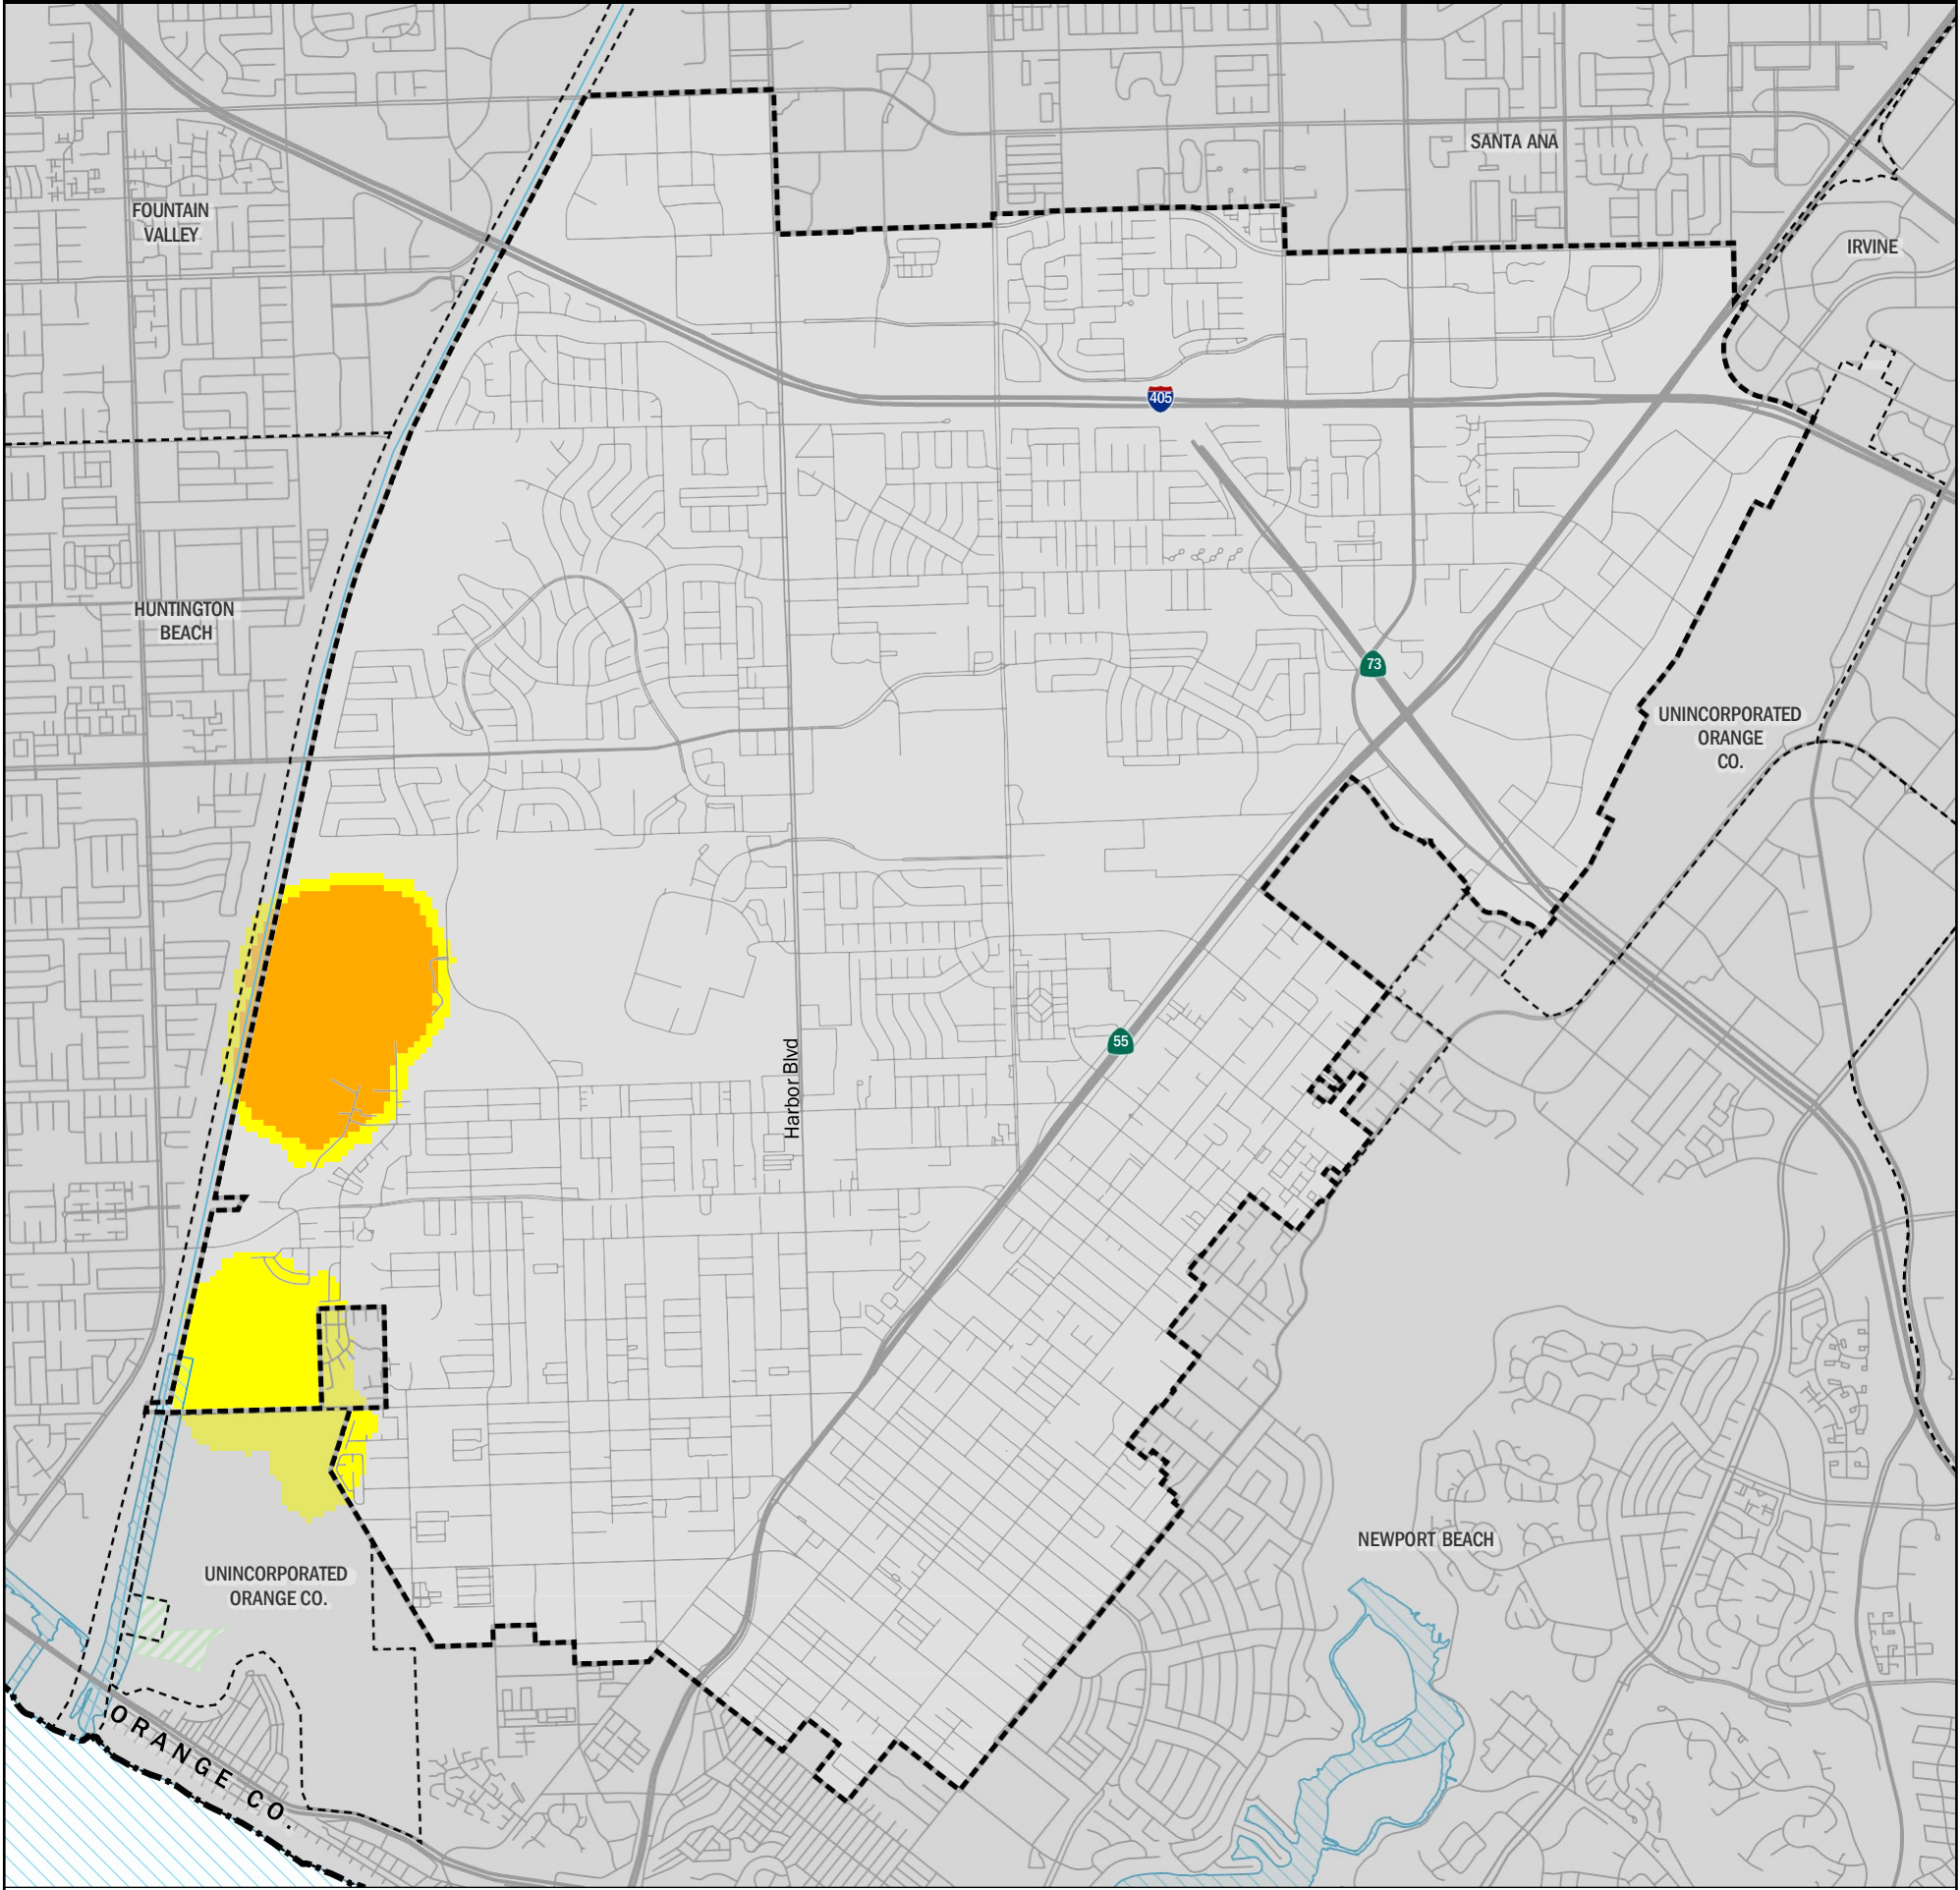 SANTA ANA
FOUNTAIN
VALLEY
IRVINE
405
HUNTINGTON
BEACH
73
UNINCORPORATED
ORANGE
CO.
55
Harbor Blvd
NEWPORT BEACH
UNINCORPORATED
ORANGE CO.
ORANGE CO.